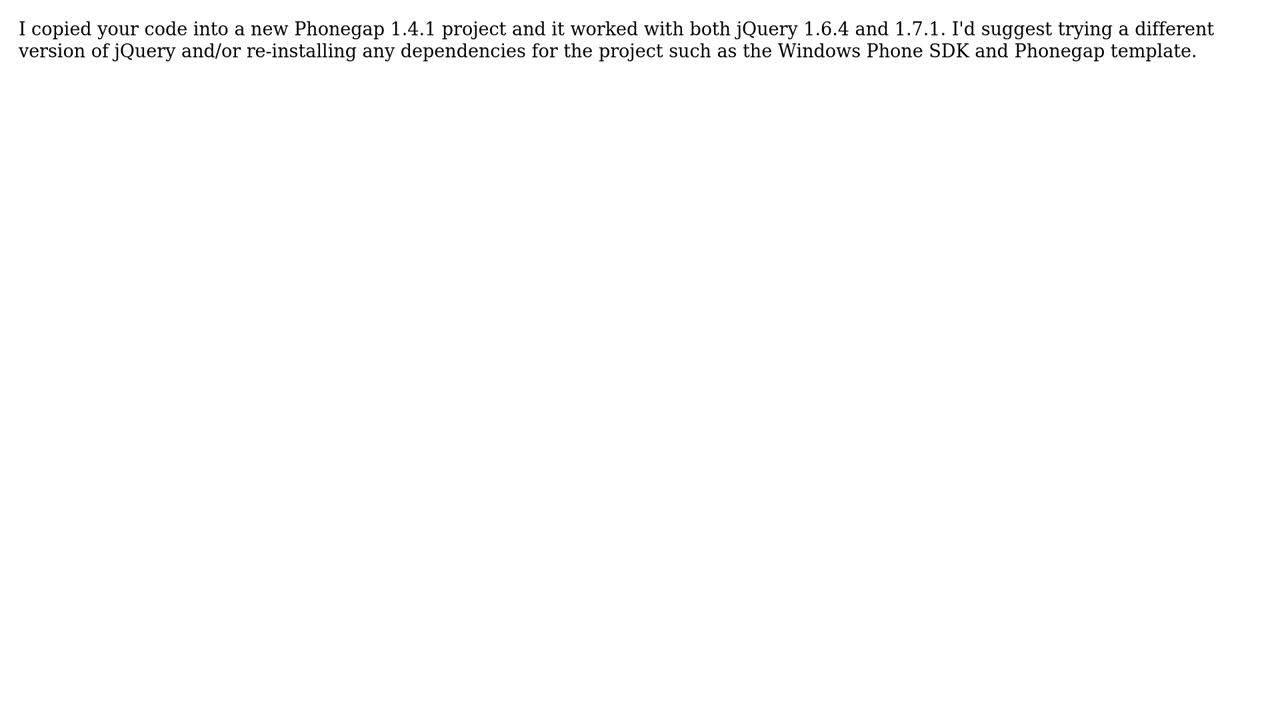 I copied your code into a new Phonegap 1.4.1 project and it worked with both jQuery 1.6.4 and 1.7.1. I'd suggest trying a different
version of jQuery and/or re-installing any dependencies for the project such as the Windows Phone SDK and Phonegap template.